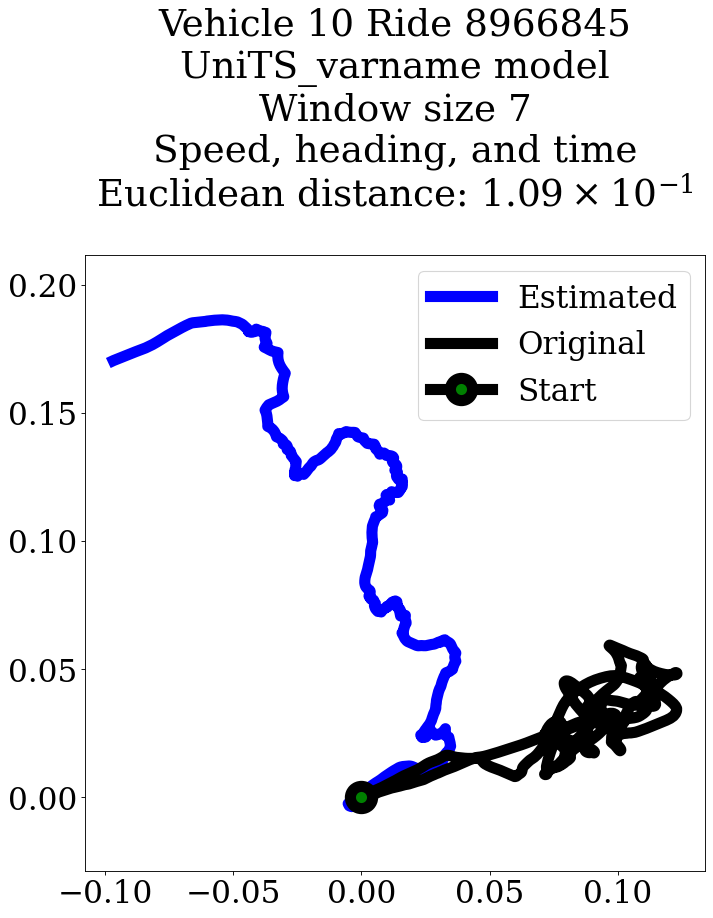 Vehicle 10 Ride 8966845
UniTS_varname model
Window size 7
Speed, heading, and time
Euclidean distance: 1.09 × 10⁻¹
Estimated
Original
Start
0.20
0.15
0.10
0.05
0.00
−0.10 −0.05 0.00 0.05 0.10